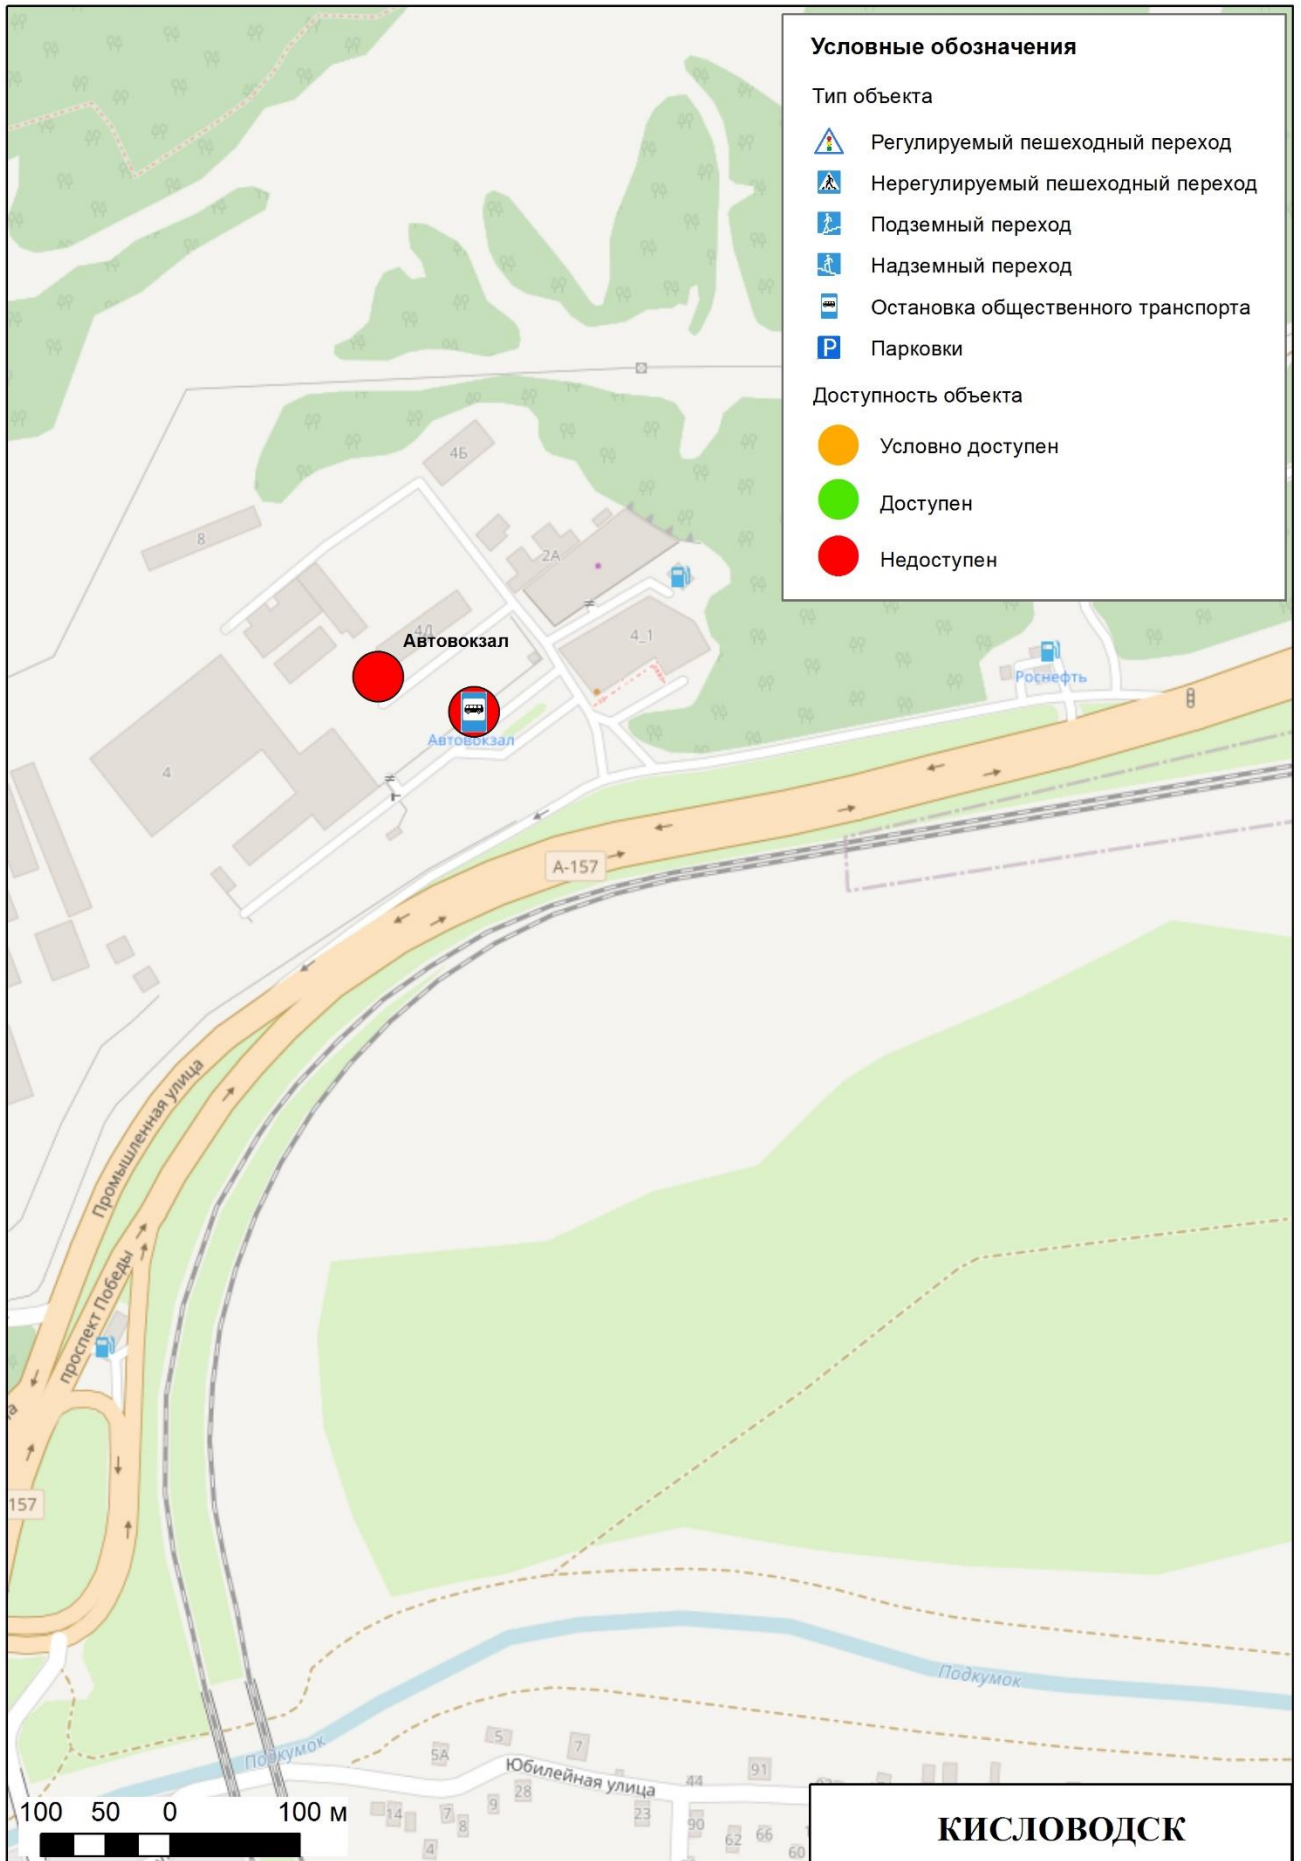 Условные обозначения
Тип объекта
Регулируемый пешеходный переход
Нерегулируемый пешеходный переход
Подземный переход
Надземный переход
Остановка общественного транспорта
P Парковки
Доступность объекта
Условно доступен
Доступен
Недоступен
4Б
8
2А
4Д
4_1
Автовокзал
Роснефть
Автовокзал
4
А-157
Промышленная улица
проспект Победы
157
Подкумок
Подкумок
5
7
5А
Юбилейная улица
91
44
28
14
7
9
8
23
90
62
66
60
4
100 50 0 100 м
КИСЛОВОДСК